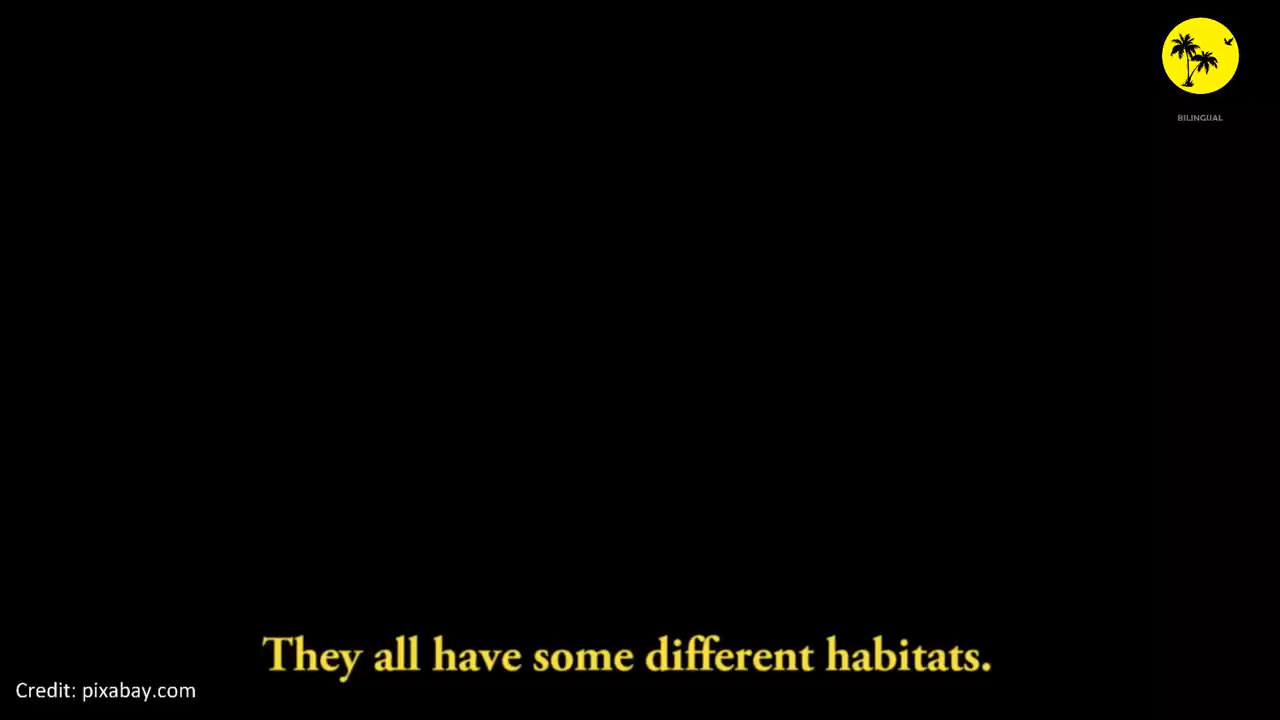 BILINGUAL
They all have some different habitats.
Credit: pixabay.com